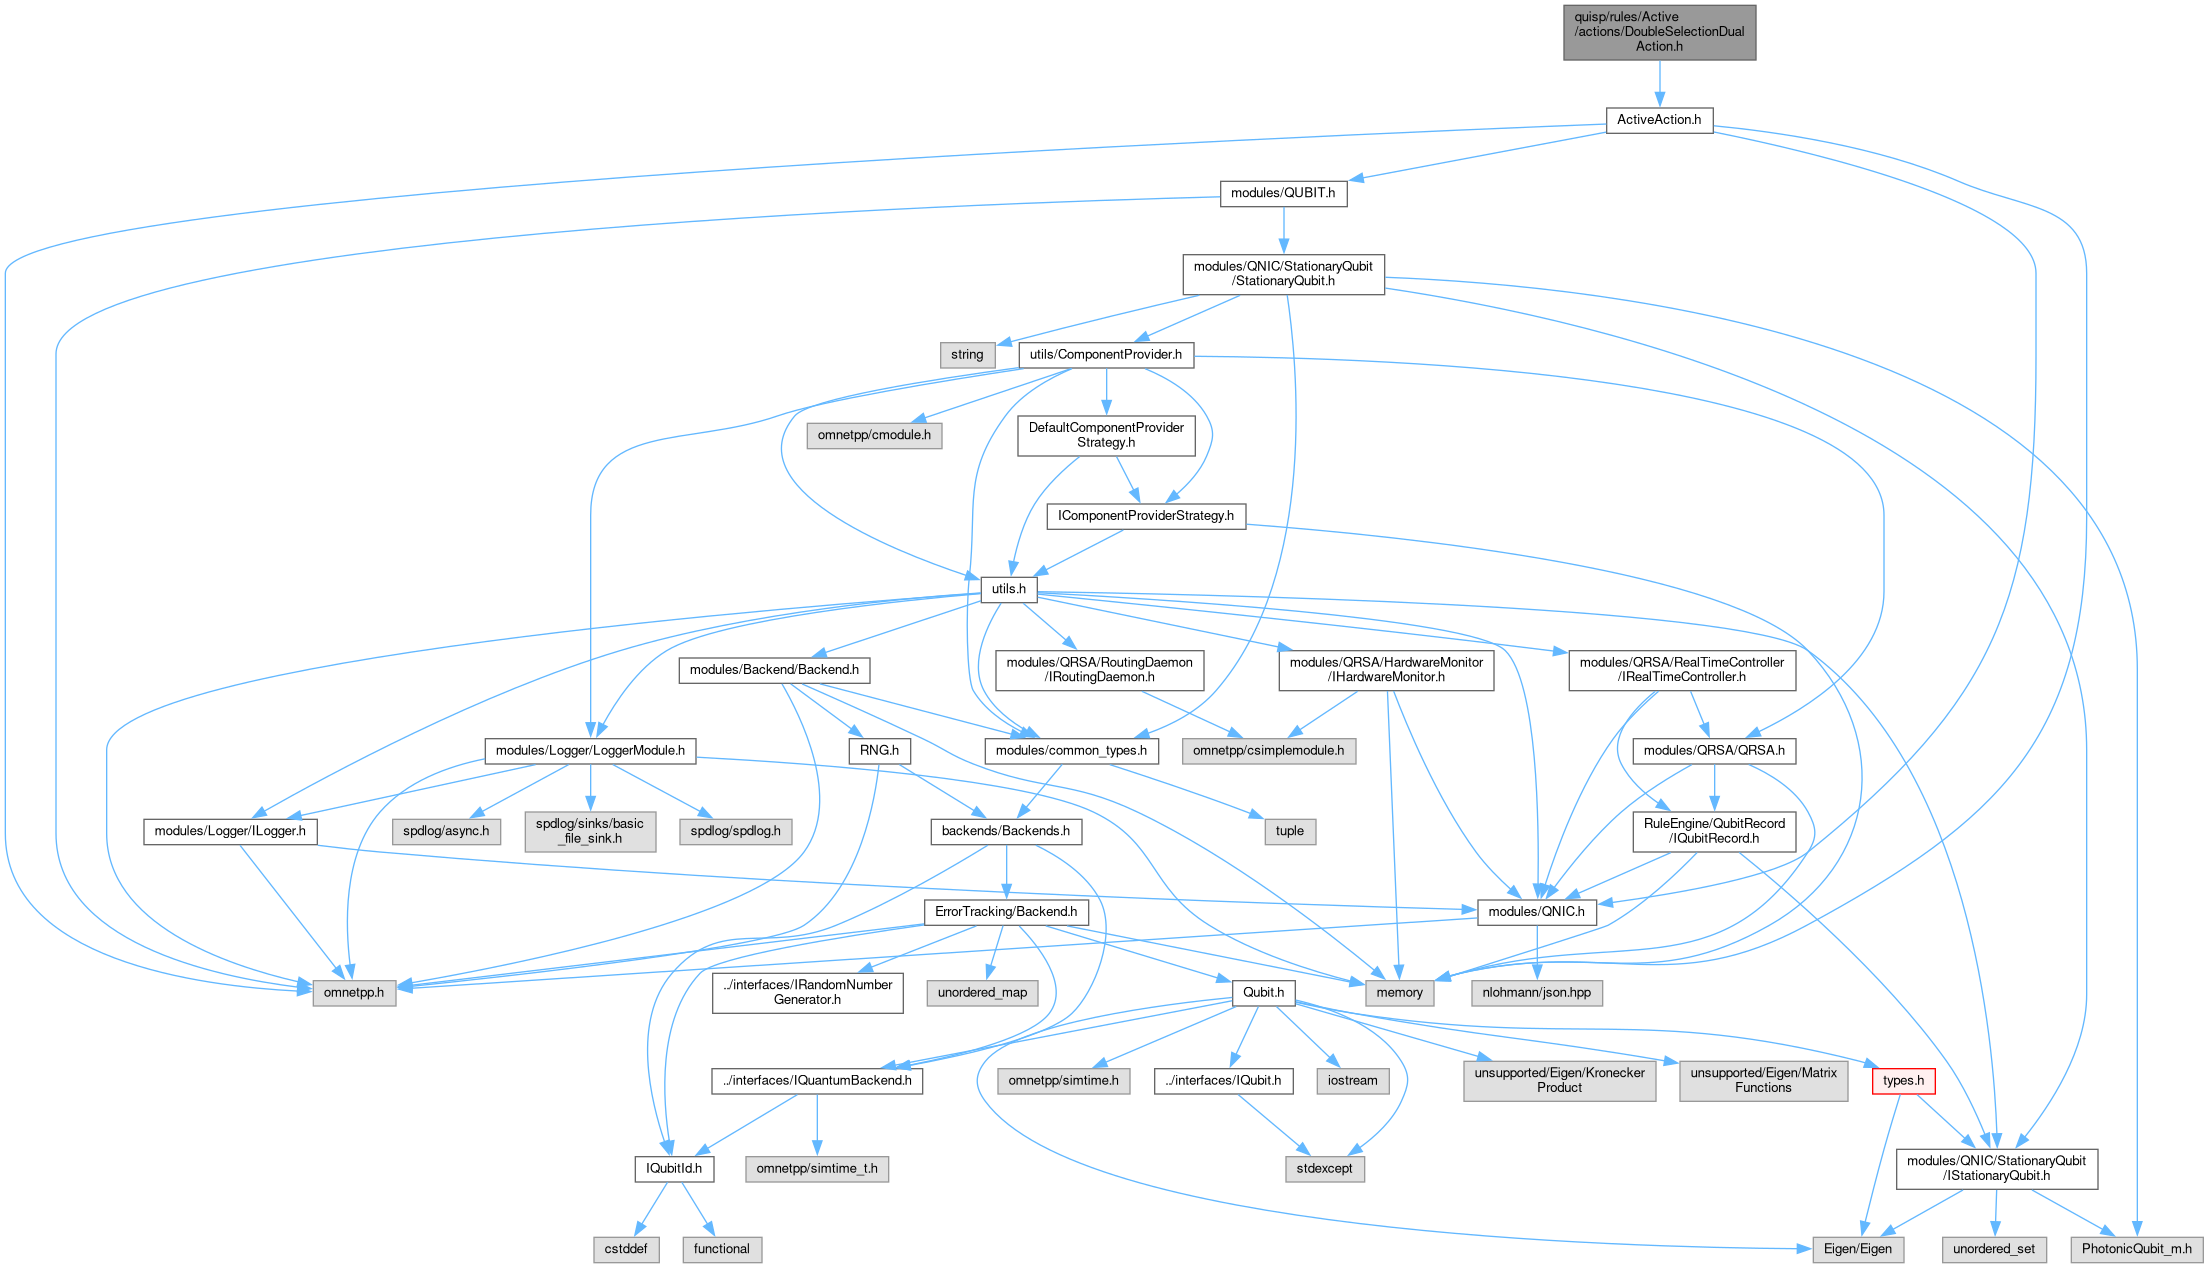 quisp/rules/Active
/actions/DoubleSelectionDual
Action.h
ActiveAction.h
modules/QUBIT.h
modules/QNIC/StationaryQubit
/StationaryQubit.h
string
utils/ComponentProvider.h
omnetpp/cmodule.h
DefaultComponentProvider
Strategy.h
IComponentProviderStrategy.h
utils.h
modules/Backend/Backend.h
modules/QRSA/RoutingDaemon
/IRoutingDaemon.h
modules/QRSA/HardwareMonitor
/IHardwareMonitor.h
modules/QRSA/RealTimeController
/IRealTimeController.h
modules/Logger/LoggerModule.h
RNG.h
modules/common_types.h
omnetpp/csimplemodule.h
modules/QRSA/QRSA.h
modules/Logger/ILogger.h
spdlog/async.h
spdlog/sinks/basic
_file_sink.h
spdlog/spdlog.h
backends/Backends.h
tuple
RuleEngine/QubitRecord
/IQubitRecord.h
ErrorTracking/Backend.h
modules/QNIC.h
omnetpp.h
../interfaces/IRandomNumber
Generator.h
unordered_map
Qubit.h
memory
nlohmann/json.hpp
../interfaces/IQuantumBackend.h
omnetpp/simtime.h
../interfaces/IQubit.h
iostream
unsupported/Eigen/Kronecker
Product
unsupported/Eigen/Matrix
Functions
types.h
IQubitId.h
omnetpp/simtime_t.h
stdexcept
modules/QNIC/StationaryQubit
/IStationaryQubit.h
cstddef
functional
Eigen/Eigen
unordered_set
PhotonicQubit_m.h